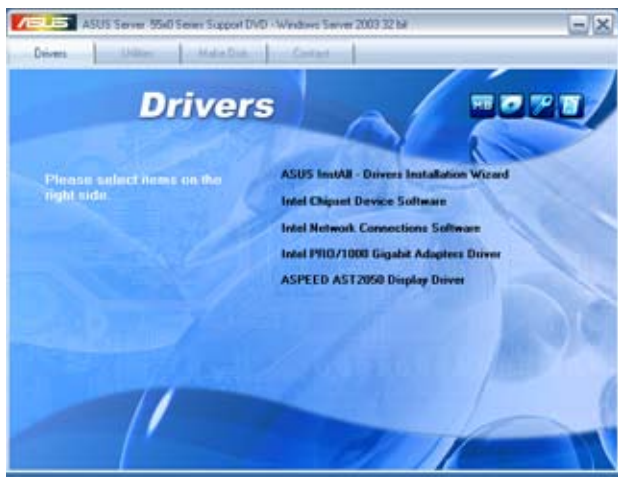 ASUS ASUS Server 55x0 Series Support DVD - Windows Server 2003 32 bit
Drivers Utilities Make Disk Contact
Drivers
Please select items on the
right side.
ASUS InstAll - Drivers Installation Wizard
Intel Chipset Device Software
Intel Network Connections Software
Intel PRO/1000 Gigabit Adapters Driver
ASPEED AST2050 Display Driver